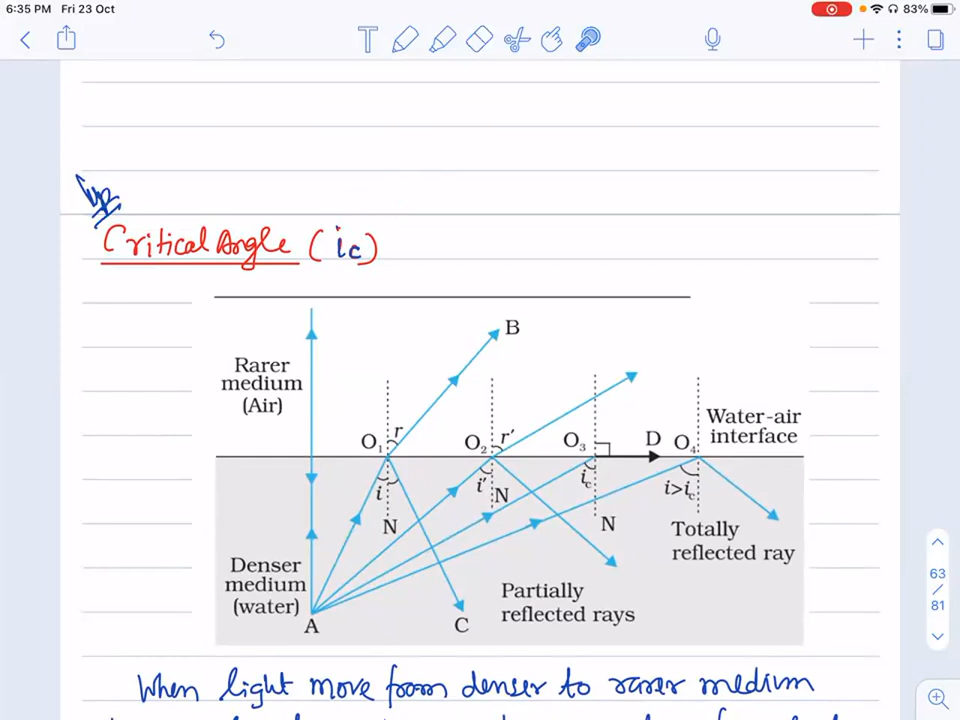 6:35 PM Fri 23 Oct
83%
T
Imp
Critical Angle (ic)
B
Rarer
medium
(Air)
O1 r
O2 r'
O3
D
O4
Water-air
interface
i
N
i'
N
ic
N
i>ic
Totally
reflected ray
Denser
medium
(water)
A
C
Partially
reflected rays
63
/
81
When light move from denser to rarer medium